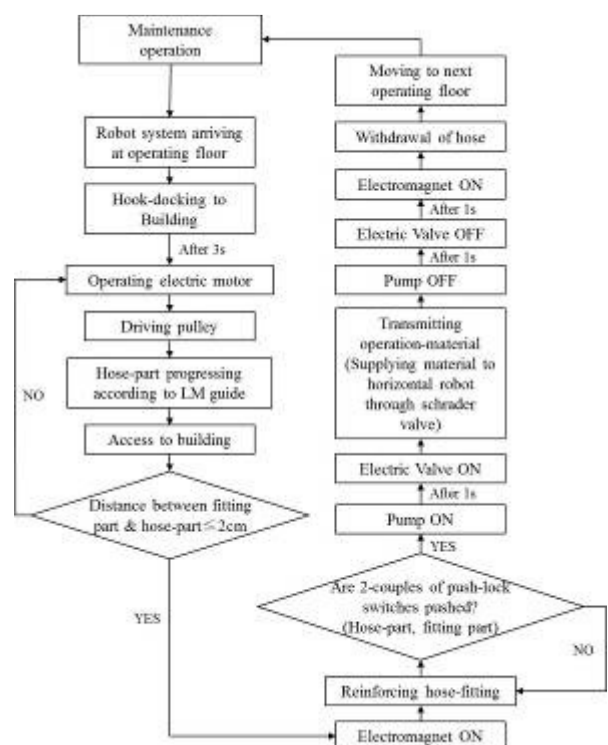 Maintenance
operation
Robot system arriving
at operating floor
Hook-docking to
Building
After 3s
Operating electric motor
Driving pulley
Hose-part progressing
according to LM guide
NO
Access to building
Distance between fitting
part & hose-part≤2cm
YES
Electromagnet ON
Reinforcing hose-fitting
NO
Are 2-couples of push-lock
switches pushed?
(Hose-part, fitting part)
YES
Pump ON
After 1s
Electric Valve ON
Transmitting
operation-material
(Supplying material to
horizontal robot
through schrader
valve)
Pump OFF
After 1s
Electric Valve OFF
After 1s
Electromagnet ON
Withdrawal of hose
Moving to next
operating floor